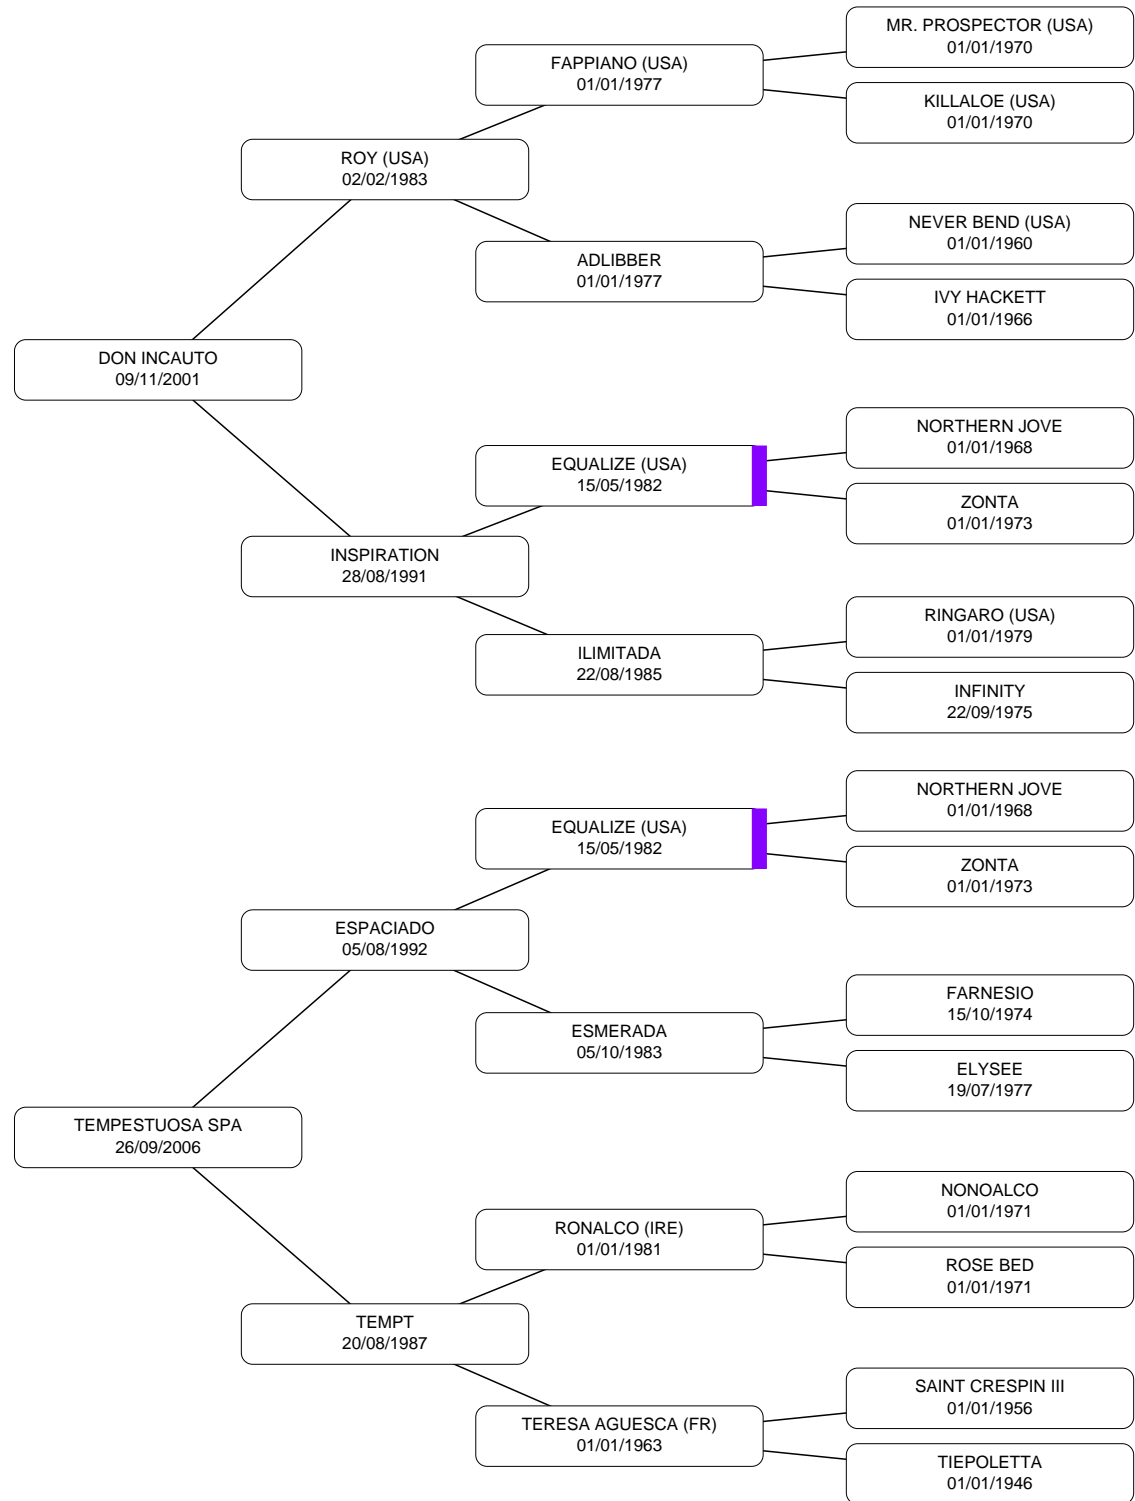 MR. PROSPECTOR (USA)
01/01/1970
FAPPIANO (USA)
01/01/1977
KILLALOE (USA)
01/01/1970
ROY (USA)
02/02/1983
NEVER BEND (USA)
01/01/1960
ADLIBBER
01/01/1977
IVY HACKETT
01/01/1966
DON INCAUTO
09/11/2001
NORTHERN JOVE
01/01/1968
EQUALIZE (USA)
15/05/1982
ZONTA
01/01/1973
INSPIRATION
28/08/1991
RINGARO (USA)
01/01/1979
ILIMITADA
22/08/1985
INFINITY
22/09/1975
NORTHERN JOVE
01/01/1968
EQUALIZE (USA)
15/05/1982
ZONTA
01/01/1973
ESPACIADO
05/08/1992
FARNESIO
15/10/1974
ESMERADA
05/10/1983
ELYSEE
19/07/1977
TEMPESTUOSA SPA
26/09/2006
NONOALCO
01/01/1971
RONALCO (IRE)
01/01/1981
ROSE BED
01/01/1971
TEMPT
20/08/1987
SAINT CRESPIN III
01/01/1956
TERESA AGUESCA (FR)
01/01/1963
TIEPOLETTA
01/01/1946